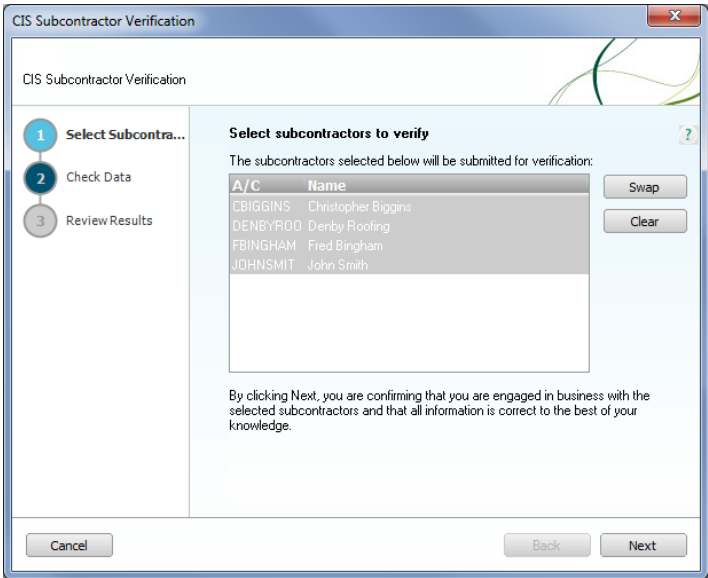 CIS Subcontractor Verification
CIS Subcontractor Verification
1 Select Subcontra...
2 Check Data
3 Review Results
Select subcontractors to verify
?
The subcontractors selected below will be submitted for verification:
A/C Name
CBIGGINS Christopher Biggins
DENBYROO Denby Roofing
FBINGHAM Fred Bingham
JOHNSMIT John Smith
Swap
Clear
By clicking Next, you are confirming that you are engaged in business with the
selected subcontractors and that all information is correct to the best of your
knowledge.
Cancel
Back
Next